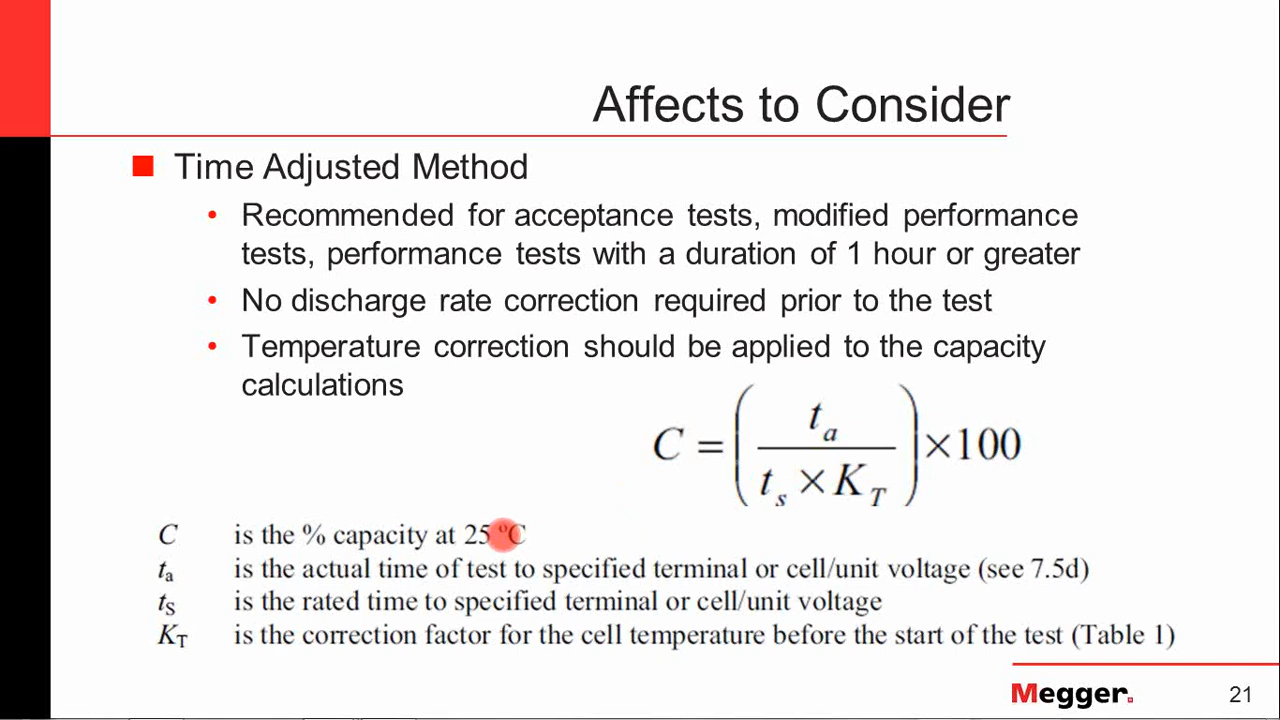 Affects to Consider
Time Adjusted Method
• Recommended for acceptance tests, modified performance
tests, performance tests with a duration of 1 hour or greater
• No discharge rate correction required prior to the test
• Temperature correction should be applied to the capacity
calculations
C = ( t_a / (t_s × K_T) ) ×100
C is the % capacity at 25 °C
t_a is the actual time of test to specified terminal or cell/unit voltage (see 7.5d)
t_S is the rated time to specified terminal or cell/unit voltage
K_T is the correction factor for the cell temperature before the start of the test (Table 1)
Megger.
21